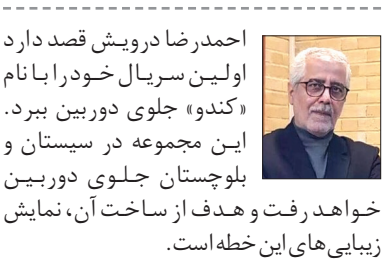 احمدرضا درویش قصد دارد
اولین سریال خود را با نام
«کندو» جلوی دوربین ببرد.
این مجموعه در سیستان و
بلوچستان جلوی دوربین
خواهد رفت و هدف از ساخت آن، نمایش
زیبایی‌های این خطه است.